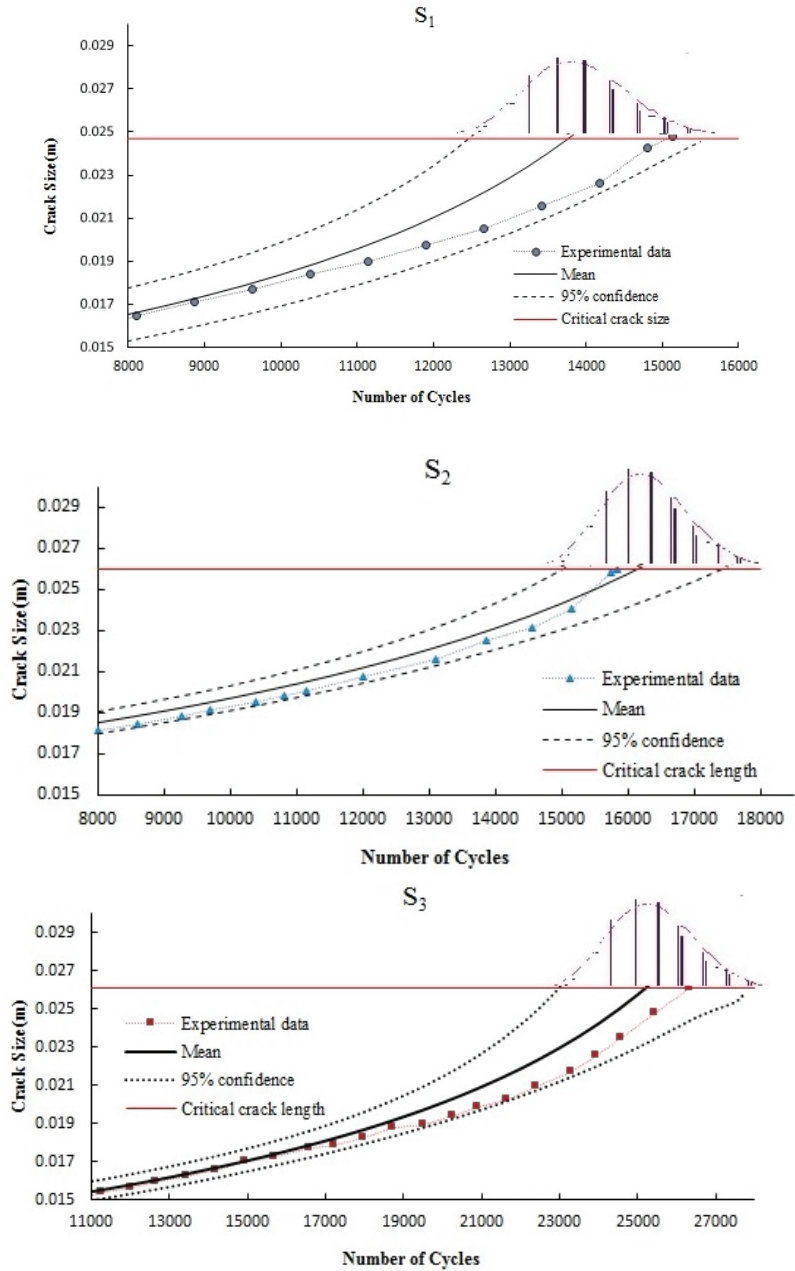 S1
0.029
0.027
0.025
0.023
0.021
0.019
0.017
0.015
Crack Size(m)
Experimental data
Mean
95% confidence
Critical crack size
8000 9000 10000 11000 12000 13000 14000 15000 16000
Number of Cycles
S2
0.029
0.027
0.025
0.023
0.021
0.019
0.017
0.015
Crack Size(m)
Experimental data
Mean
95% confidence
Critical crack length
8000 9000 10000 11000 12000 13000 14000 15000 16000 17000 18000
Number of Cycles
S3
0.029
0.027
0.025
0.023
0.021
0.019
0.017
0.015
Crack Size(m)
Experimental data
Mean
95% confidence
Critical crack length
11000 13000 15000 17000 19000 21000 23000 25000 27000
Number of Cycles